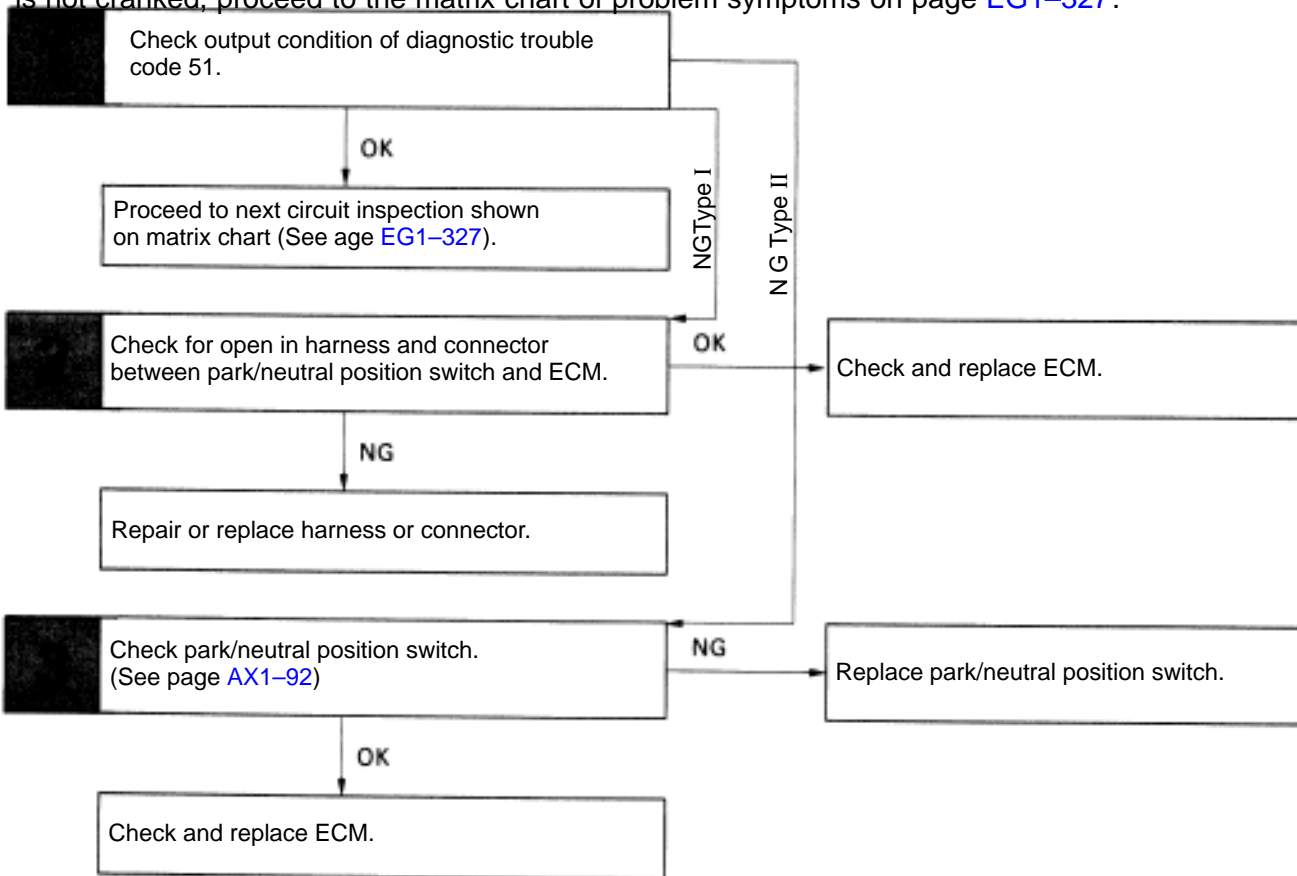 is not cranked, proceed to the matrix chart of problem symptoms on page EG1–327.
Check output condition of diagnostic trouble
code 51.
OK
NGType I
N G Type II
Proceed to next circuit inspection shown
on matrix chart (See age EG1–327).
Check for open in harness and connector
between park/neutral position switch and ECM.
OK
Check and replace ECM.
NG
Repair or replace harness or connector.
Check park/neutral position switch.
(See page AX1–92)
NG
Replace park/neutral position switch.
OK
Check and replace ECM.